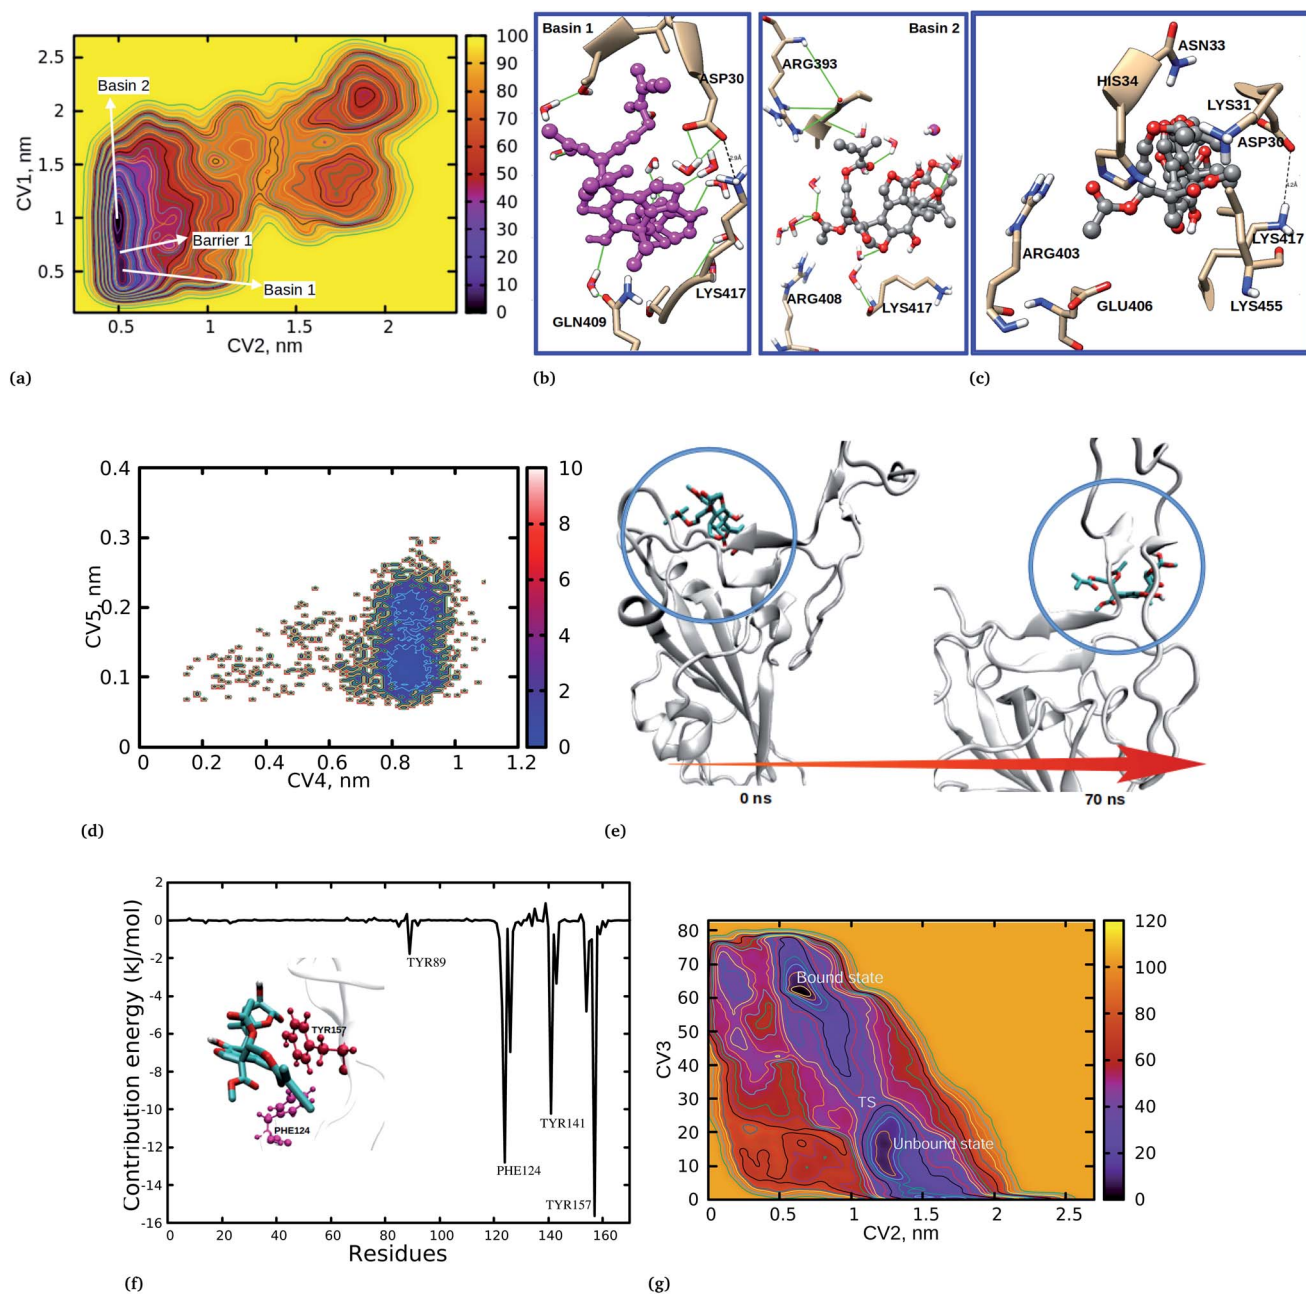 CV1, nm
2.5
2
1.5
1
0.5
0.5
1
1.5
2
CV2, nm
100
90
80
70
60
50
40
30
20
10
0
Basin 2
Barrier 1
Basin 1
(a)
Basin 1
ASP30
2.9Å
LYS417
GLN409
(b)
Basin 2
ARG393
ARG408
LYS417
ASN33
HIS34
LYS31
ASP30
LYS417
ARG403
GLU406
LYS455
(c)
CV5, nm
0.4
0.3
0.2
0.1
0
0
0.2
0.4
0.6
0.8
1
1.2
CV4, nm
10
8
6
4
2
0
(d)
0 ns
70 ns
(e)
Contribution energy (kJ/mol)
2
0
-2
-4
-6
-8
-10
-12
-14
-16
TYR89
TYR157
PHE124
TYR141
PHE124
TYR157
0
20
40
60
80
100
120
140
160
Residues
(f)
CV3
80
70
60
50
40
30
20
10
0
Bound state
TS
Unbound state
0
0.5
1
1.5
2
2.5
CV2, nm
120
100
80
60
40
20
0
(g)